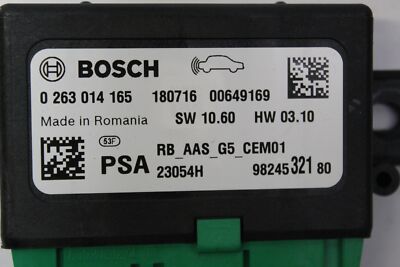 BOSCH
0 263 014 165 180716 00649169
Made in Romania SW 10.60 HW 03.10
53F
PSA RB_AAS_G5_CEM01
23054H 98245 321 80